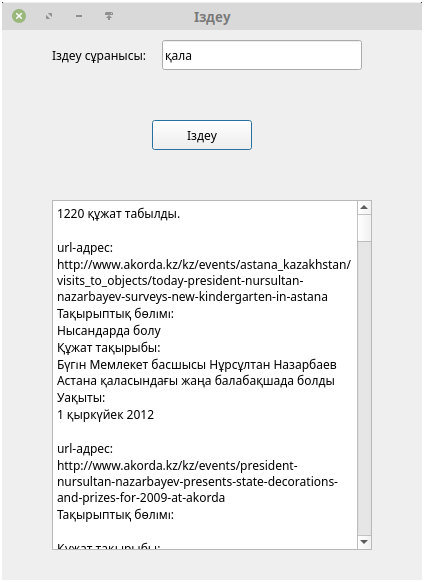 Іздеу
Іздеу сұранысы:
қала
Іздеу
1220 құжат табылды.
url-адрес:
http://www.akorda.kz/kz/events/astana_kazakhstan/
visits_to_objects/today-president-nursultan-
nazarbayev-surveys-new-kindergarten-in-astana
Тақырыптық бөлімі:
Нысандарда болу
Құжат тақырыбы:
Бүгін Мемлекет басшысы Нұрсұлтан Назарбаев
Астана қаласындағы жаңа балабақшада болды
Уақыты:
1 қыркүйек 2012
url-адрес:
http://www.akorda.kz/kz/events/president-
nursultan-nazarbayev-presents-state-decorations-
and-prizes-for-2009-at-akorda
Тақырыптық бөлімі:
Құжат тақырыбы: